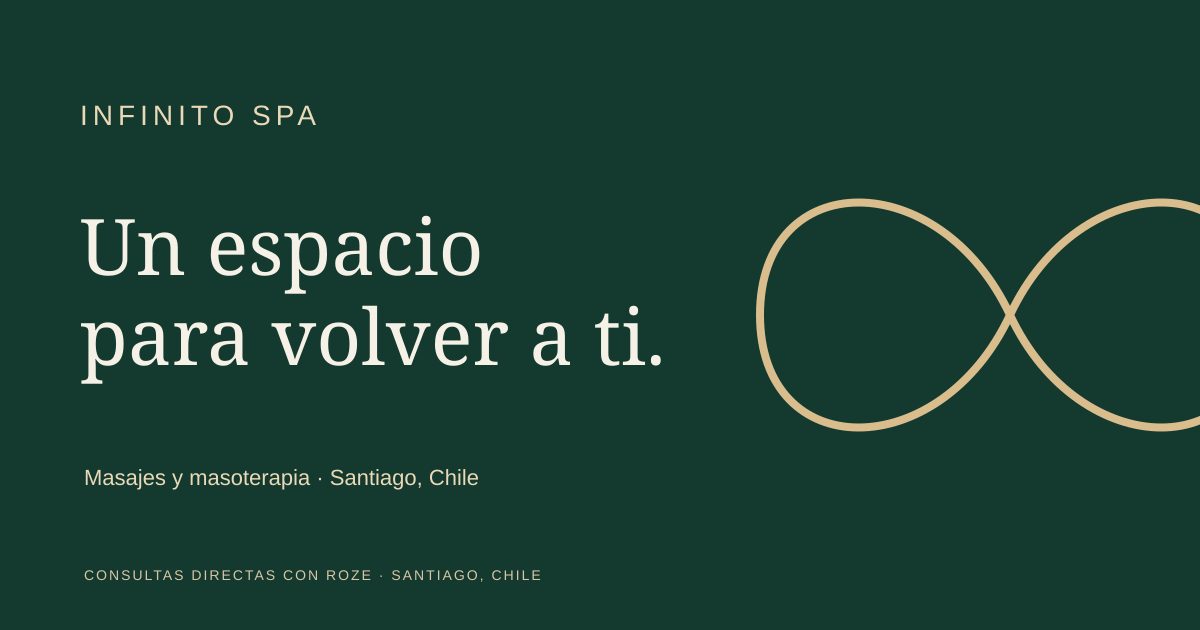 INFINITO SPA
Un espacio
para volver a ti.
Masajes y masoterapia · Santiago, Chile
CONSULTAS DIRECTAS CON ROZE · SANTIAGO, CHILE